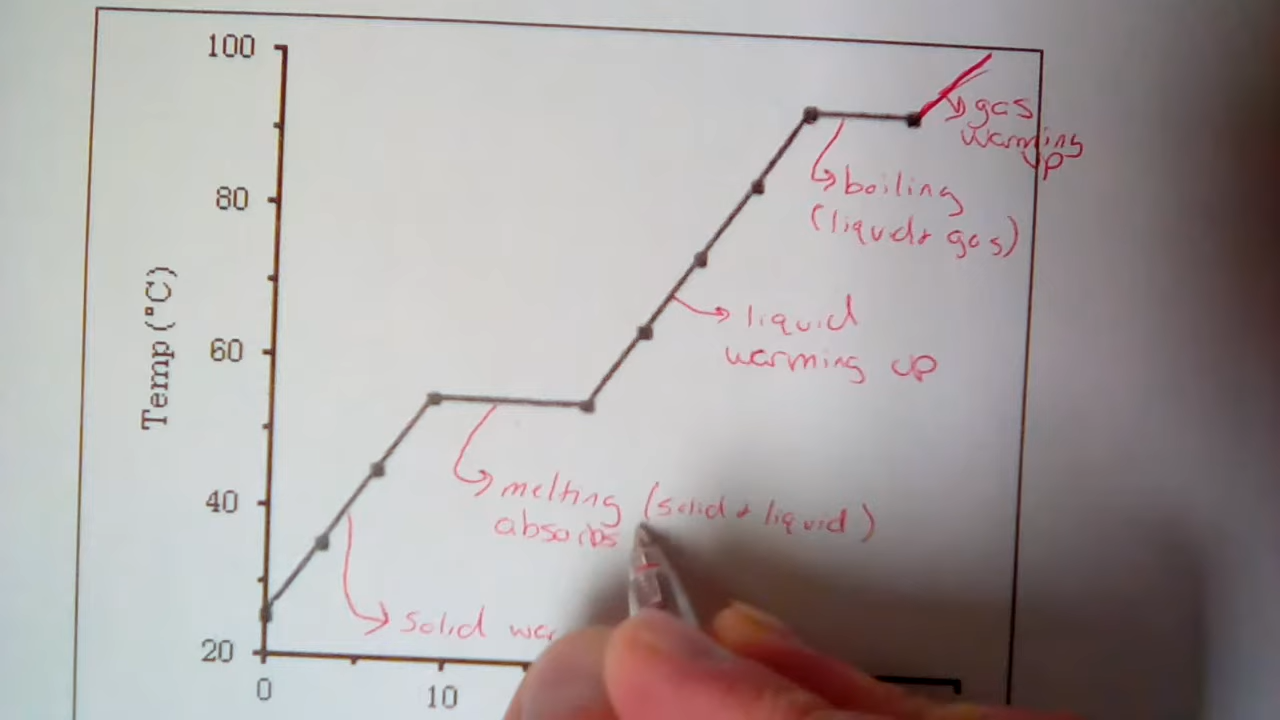 100
80
60
40
20
0
10
Temp (°C)
gas
warming
up
boiling
(liquid + gas)
liquid
warming up
melting (solid + liquid)
absorbs
solid